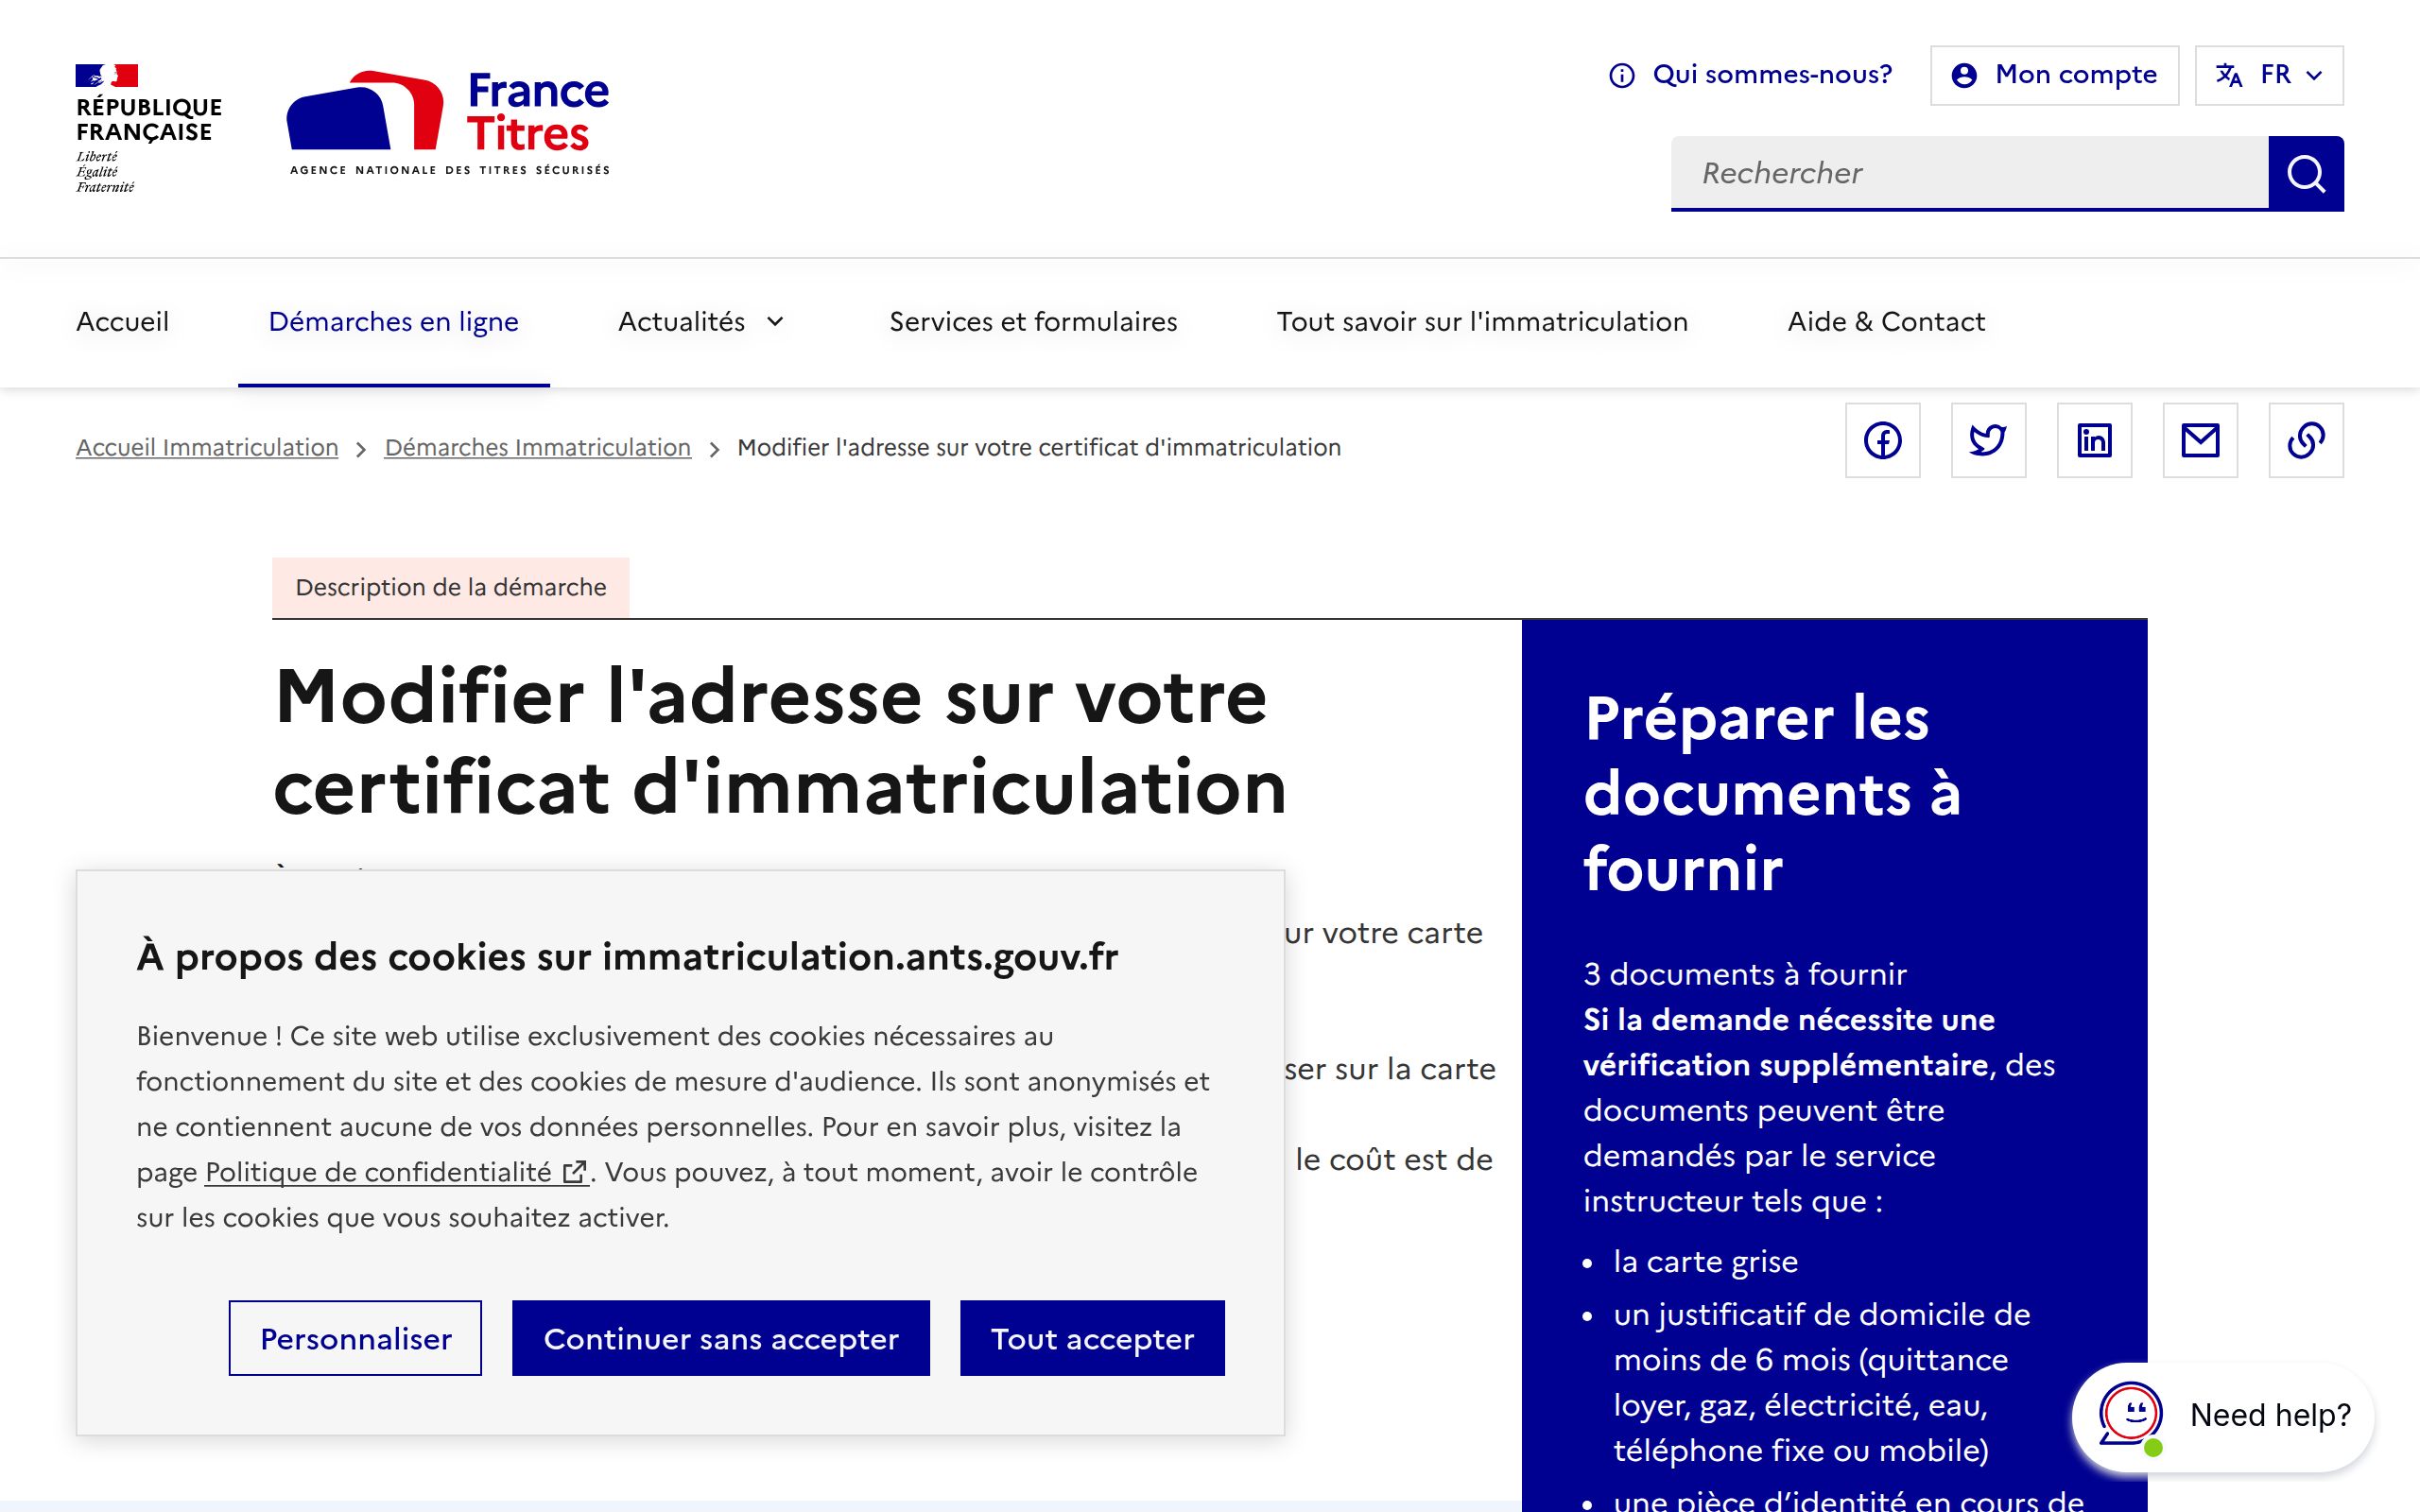 RÉPUBLIQUE
FRANÇAISE
Liberté
Égalité
Fraternité
France
Titres
AGENCE NATIONALE DES TITRES SÉCURISÉS
Qui sommes-nous?
Mon compte
FR
Rechercher
Accueil
Démarches en ligne
Actualités
Services et formulaires
Tout savoir sur l'immatriculation
Aide & Contact
Accueil Immatriculation > Démarches Immatriculation > Modifier l'adresse sur votre certificat d'immatriculation
Description de la démarche
Modifier l'adresse sur votre
certificat d'immatriculation
ur votre carte
ser sur la carte
le coût est de
À propos des cookies sur immatriculation.ants.gouv.fr
Bienvenue ! Ce site web utilise exclusivement des cookies nécessaires au
fonctionnement du site et des cookies de mesure d'audience. Ils sont anonymisés et
ne contiennent aucune de vos données personnelles. Pour en savoir plus, visitez la
page Politique de confidentialité. Vous pouvez, à tout moment, avoir le contrôle
sur les cookies que vous souhaitez activer.
Personnaliser
Continuer sans accepter
Tout accepter
Préparer les
documents à
fournir
3 documents à fournir
Si la demande nécessite une
vérification supplémentaire, des
documents peuvent être
demandés par le service
instructeur tels que :
• la carte grise
• un justificatif de domicile de
moins de 6 mois (quittance
loyer, gaz, électricité, eau,
téléphone fixe ou mobile)
• une pièce d’identité en cours de
Need help?